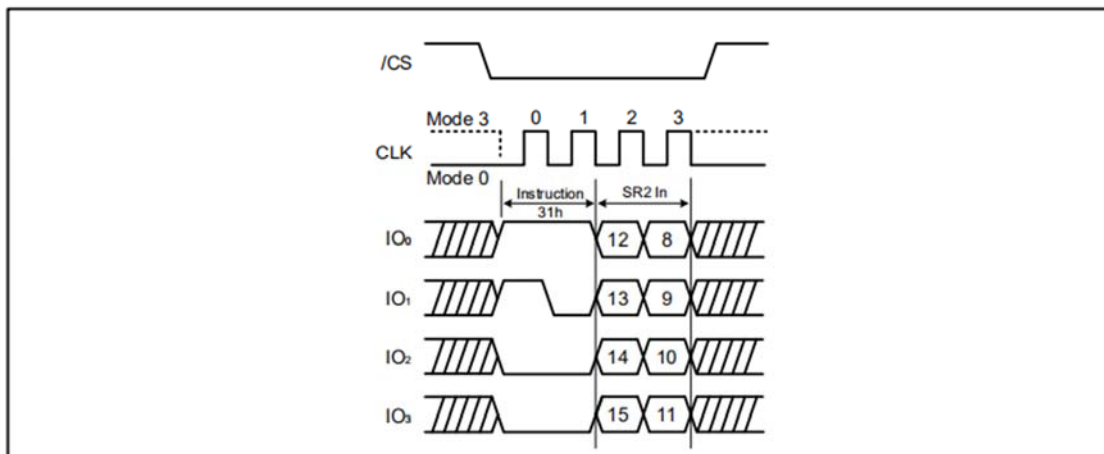 /CS
Mode 3 0 1 2 3
CLK
Mode 0
Instruction SR2 In
31h
IO₀ 12 8
IO₁ 13 9
IO₂ 14 10
IO₃ 15 11